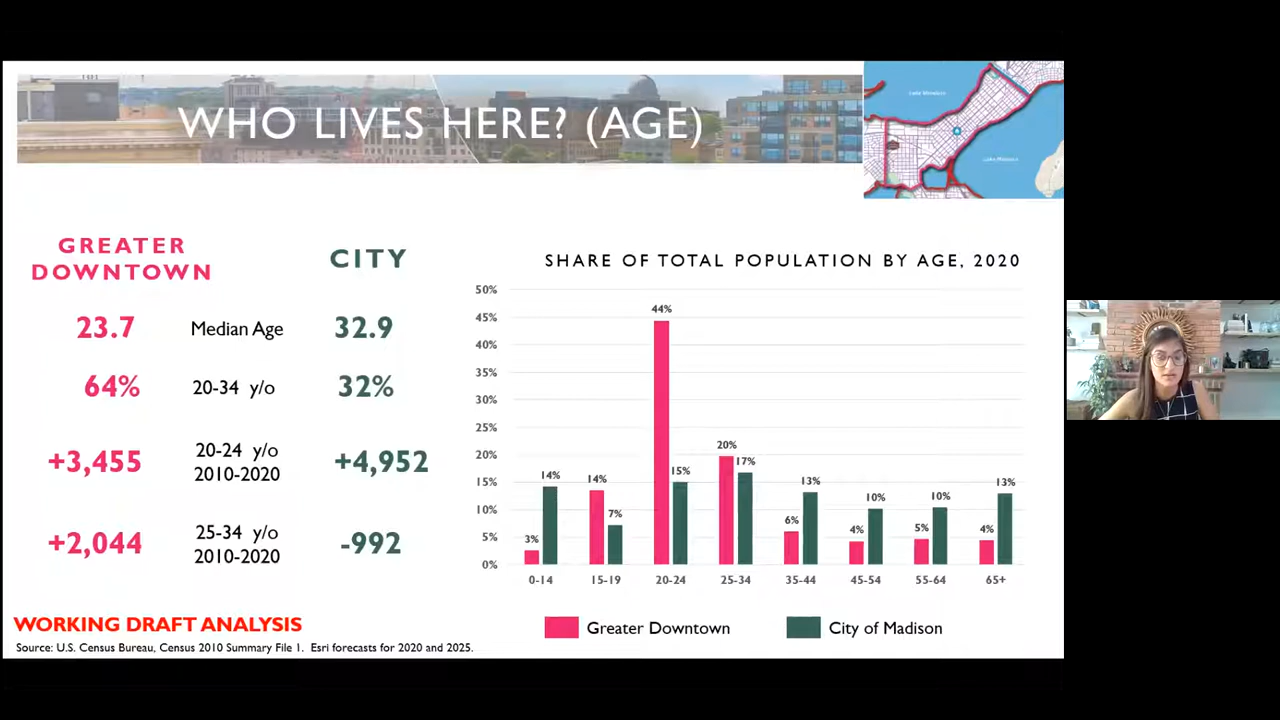 WHO LIVES HERE? (AGE)
Lake Mendota
Lake Monona
GREATER
DOWNTOWN
CITY
23.7 Median Age 32.9
64% 20-34 y/o 32%
+3,455 20-24 y/o 2010-2020 +4,952
+2,044 25-34 y/o 2010-2020 -992
SHARE OF TOTAL POPULATION BY AGE, 2020
50%
45%
40%
35%
30%
25%
20%
15%
10%
5%
0%
3% 14% 14% 7% 44% 15% 20% 17% 6% 13% 4% 10% 5% 10% 4% 13%
0-14 15-19 20-24 25-34 35-44 45-54 55-64 65+
Greater Downtown City of Madison
WORKING DRAFT ANALYSIS
Source: U.S. Census Bureau, Census 2010 Summary File 1. Esri forecasts for 2020 and 2025.